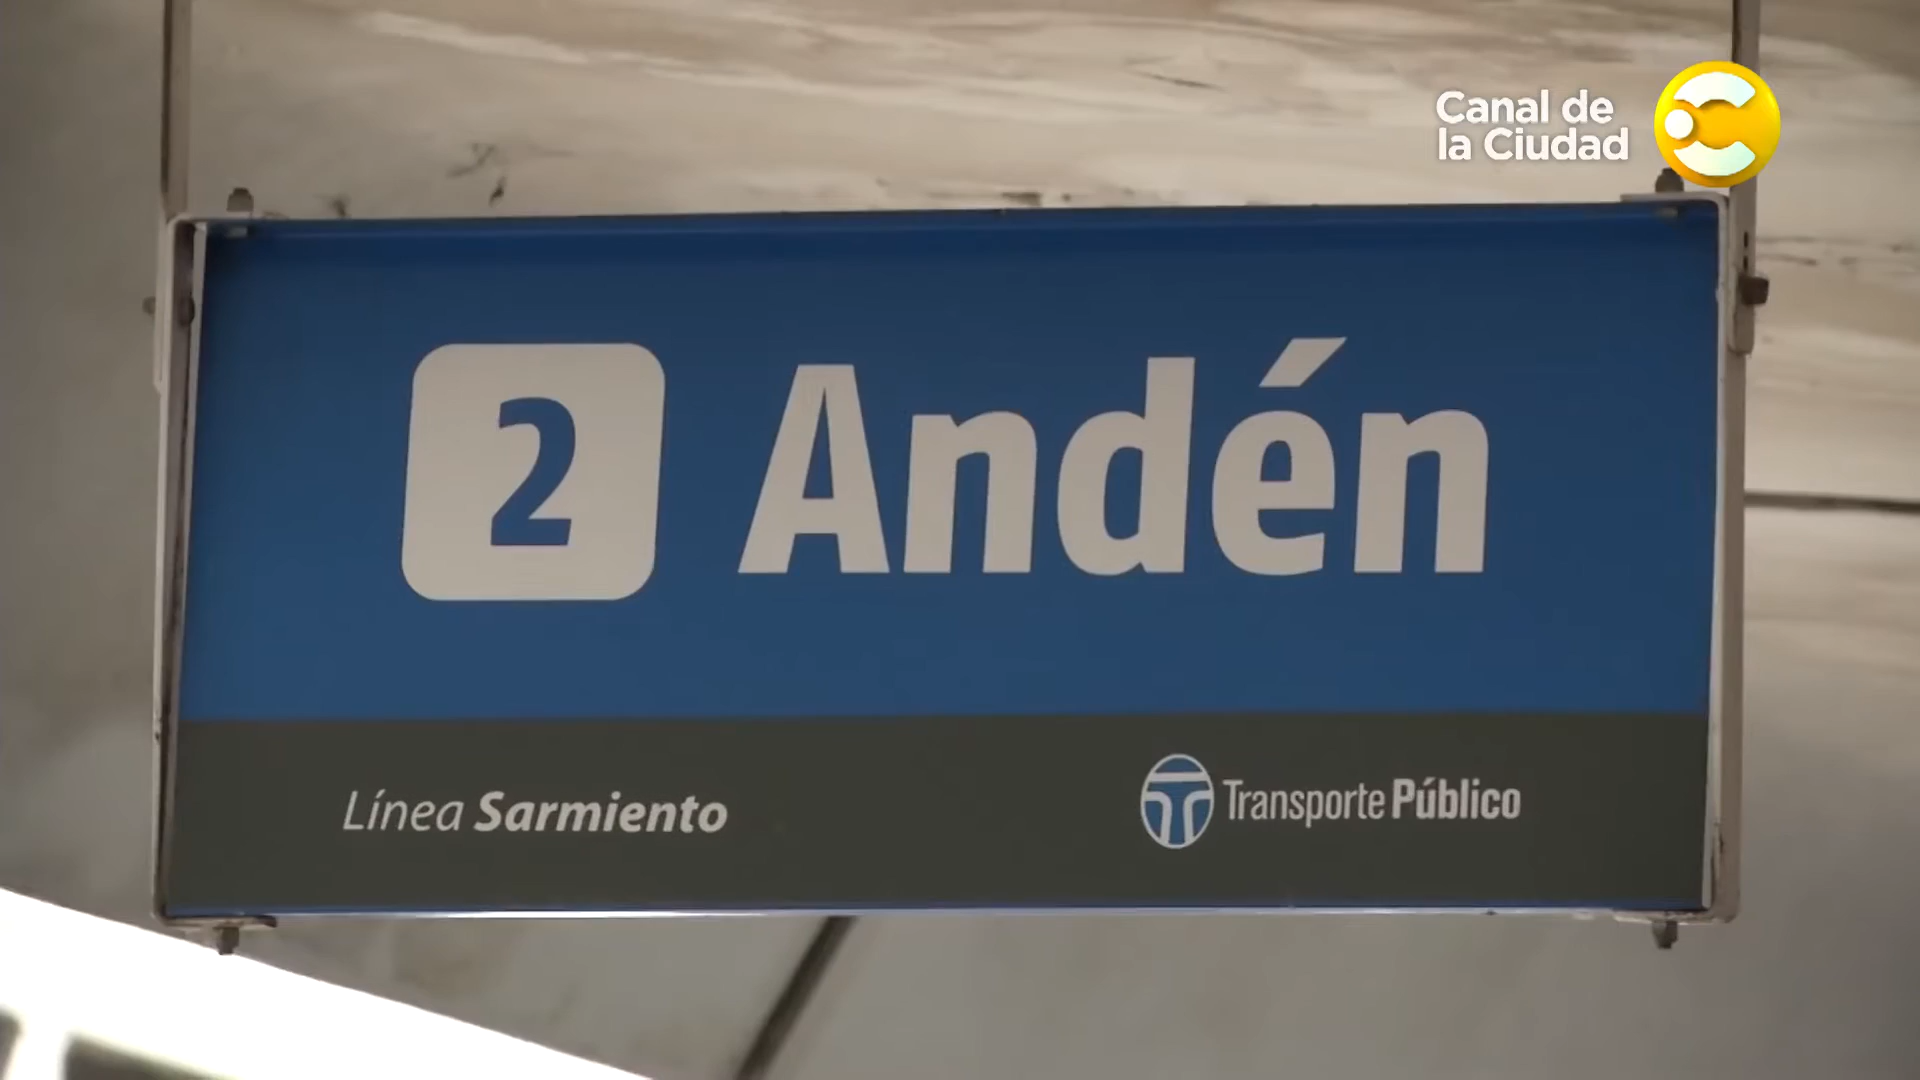 Canal de
la Ciudad
2 Andén
Línea Sarmiento
Transporte Público